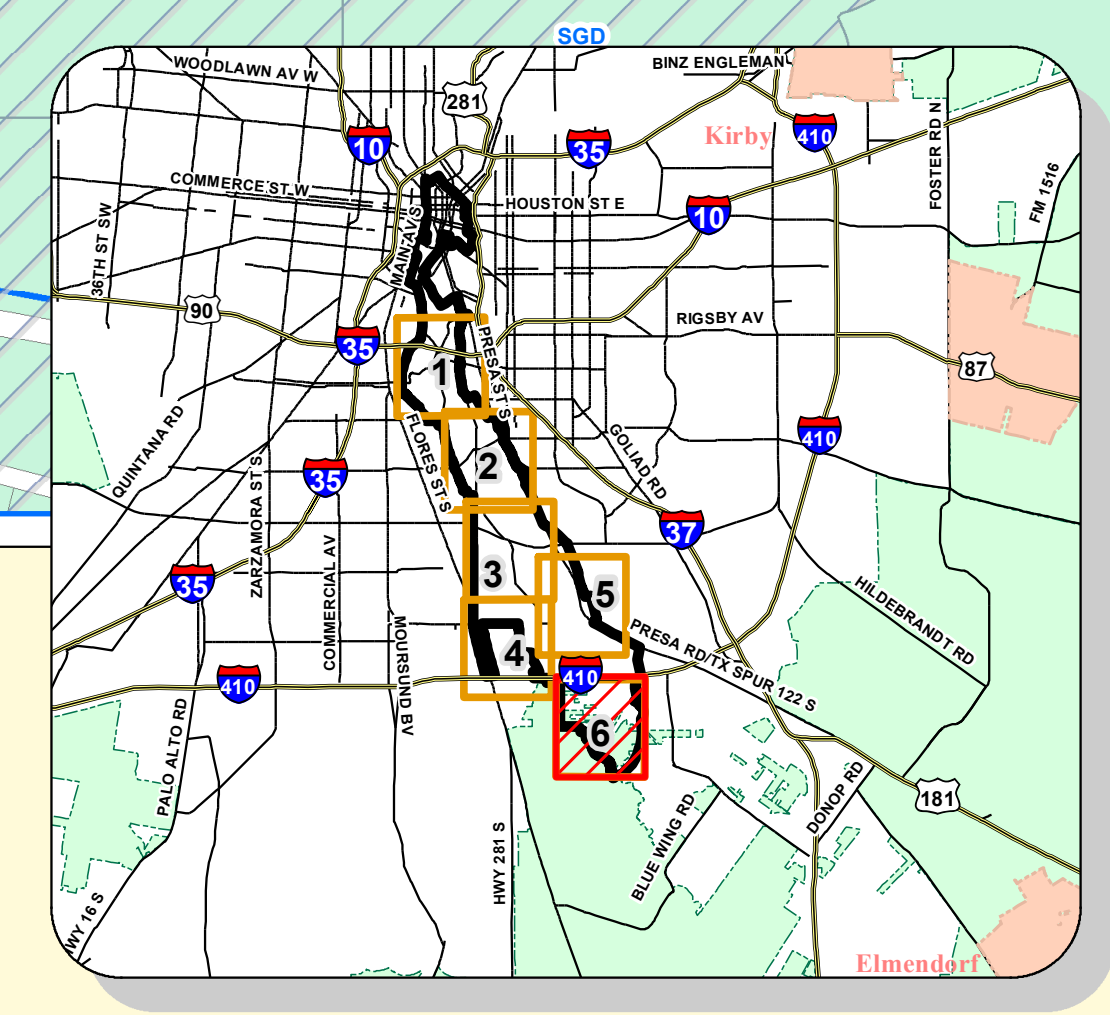 SGD
WOODLAWN AV W
BINZ ENGLEMAN
281
10
35
410
Kirby
FOSTER RD N
FM 1516
COMMERCE ST W
HOUSTON ST E
10
36TH ST SW
MAIN AV S
90
35
RIGSBY AV
PRESA ST S
87
1
QUINTANA RD
FLORES ST S
GOLIAD RD
410
2
35
ZARZAMORA ST S
37
COMMERCIAL AV
3
5
35
HILDEBRANDT RD
MOURSUND BV
PRESA RD/TX SPUR 122 S
4
410
410
6
PALO ALTO RD
DONOP RD
181
BLUE WING RD
HWY 281 S
HWY 16 S
Elmendorf